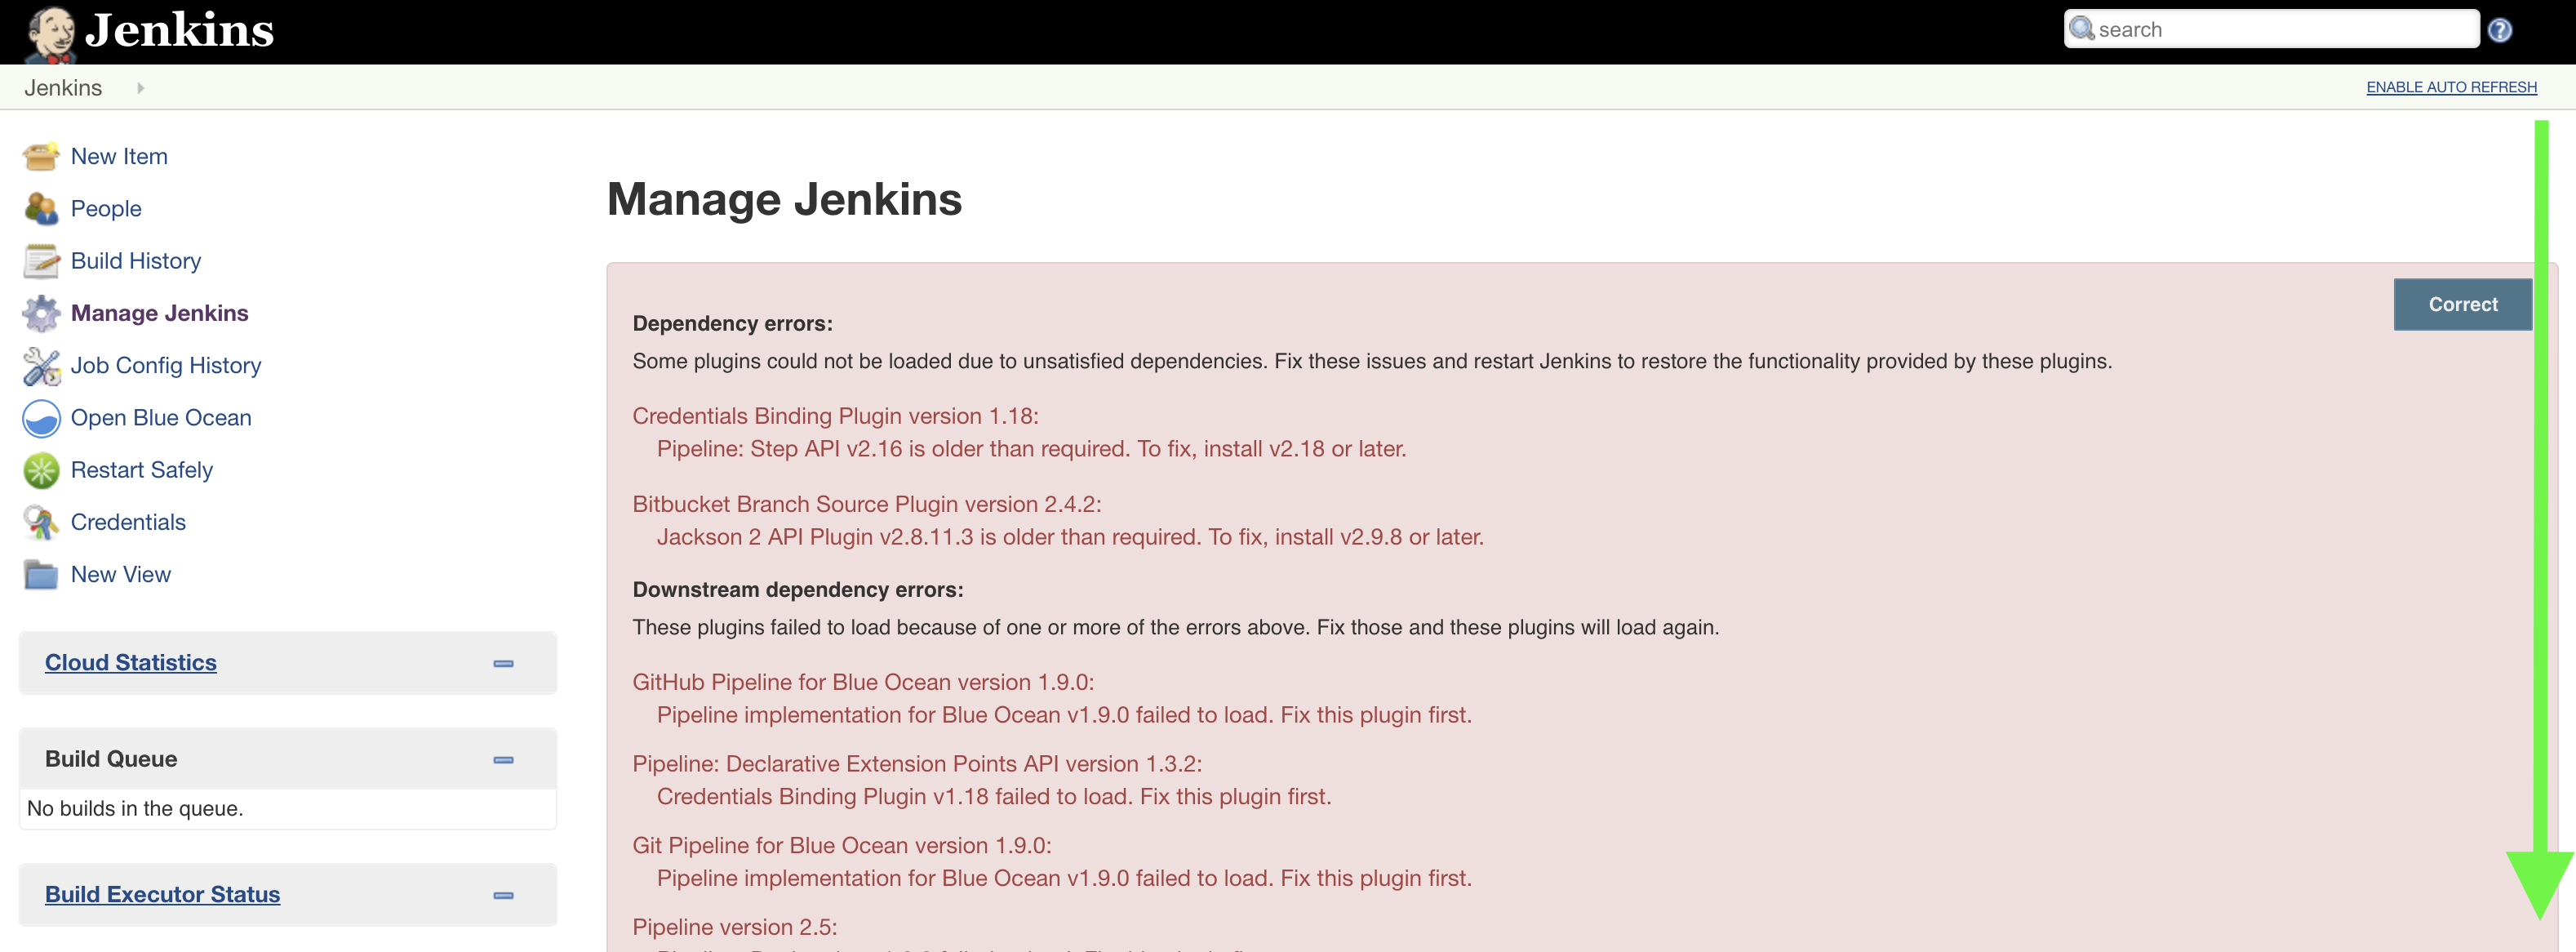 Jenkins
search
?
Jenkins
ENABLE AUTO REFRESH
New Item
People
Build History
Manage Jenkins
Job Config History
Open Blue Ocean
Restart Safely
Credentials
New View
Cloud Statistics
Build Queue
No builds in the queue.
Build Executor Status
Manage Jenkins
Correct
Dependency errors:
Some plugins could not be loaded due to unsatisfied dependencies. Fix these issues and restart Jenkins to restore the functionality provided by these plugins.
Credentials Binding Plugin version 1.18:
Pipeline: Step API v2.16 is older than required. To fix, install v2.18 or later.
Bitbucket Branch Source Plugin version 2.4.2:
Jackson 2 API Plugin v2.8.11.3 is older than required. To fix, install v2.9.8 or later.
Downstream dependency errors:
These plugins failed to load because of one or more of the errors above. Fix those and these plugins will load again.
GitHub Pipeline for Blue Ocean version 1.9.0:
Pipeline implementation for Blue Ocean v1.9.0 failed to load. Fix this plugin first.
Pipeline: Declarative Extension Points API version 1.3.2:
Credentials Binding Plugin v1.18 failed to load. Fix this plugin first.
Git Pipeline for Blue Ocean version 1.9.0:
Pipeline implementation for Blue Ocean v1.9.0 failed to load. Fix this plugin first.
Pipeline version 2.5: